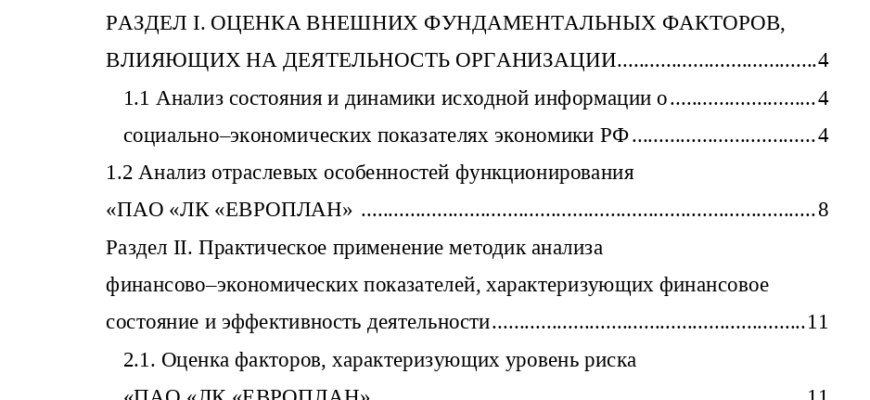 РАЗДЕЛ I. ОЦЕНКА ВНЕШНИХ ФУНДАМЕНТАЛЬНЫХ ФАКТОРОВ,
ВЛИЯЮЩИХ НА ДЕЯТЕЛЬНОСТЬ ОРГАНИЗАЦИИ......................................4
1.1 Анализ состояния и динамики исходной информации о...........................4
социально–экономических показателях экономики РФ..................................4
1.2 Анализ отраслевых особенностей функционирования
«ПАО «ЛК «ЕВРОПЛАН» .....................................................................................8
Раздел II. Практическое применение методик анализа
финансово–экономических показателей, характеризующих финансовое
состояние и эффективность деятельности..........................................................11
2.1. Оценка факторов, характеризующих уровень риска
«ПАО «ЛК «ЕВРОПЛАН»..................................................................................11